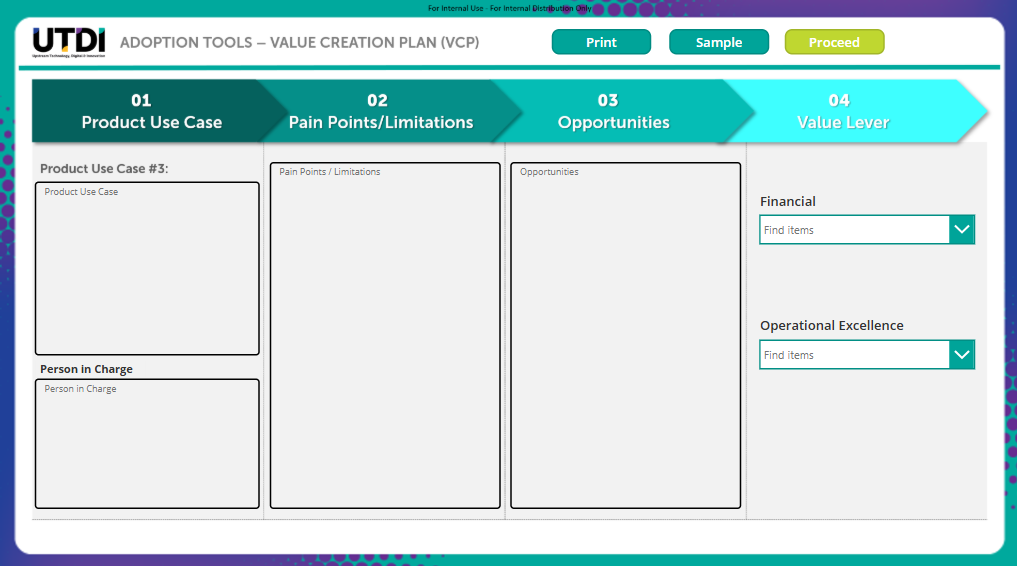 For Internal Use - For Internal Distribution Only
UTDI
Upstream Technology, Digital & Innovation
ADOPTION TOOLS – VALUE CREATION PLAN (VCP)
Print
Sample
Proceed
01
Product Use Case
02
Pain Points/Limitations
03
Opportunities
04
Value Lever
Product Use Case #3:
Product Use Case
Person in Charge
Person in Charge
Pain Points / Limitations
Opportunities
Financial
Find items
Operational Excellence
Find items